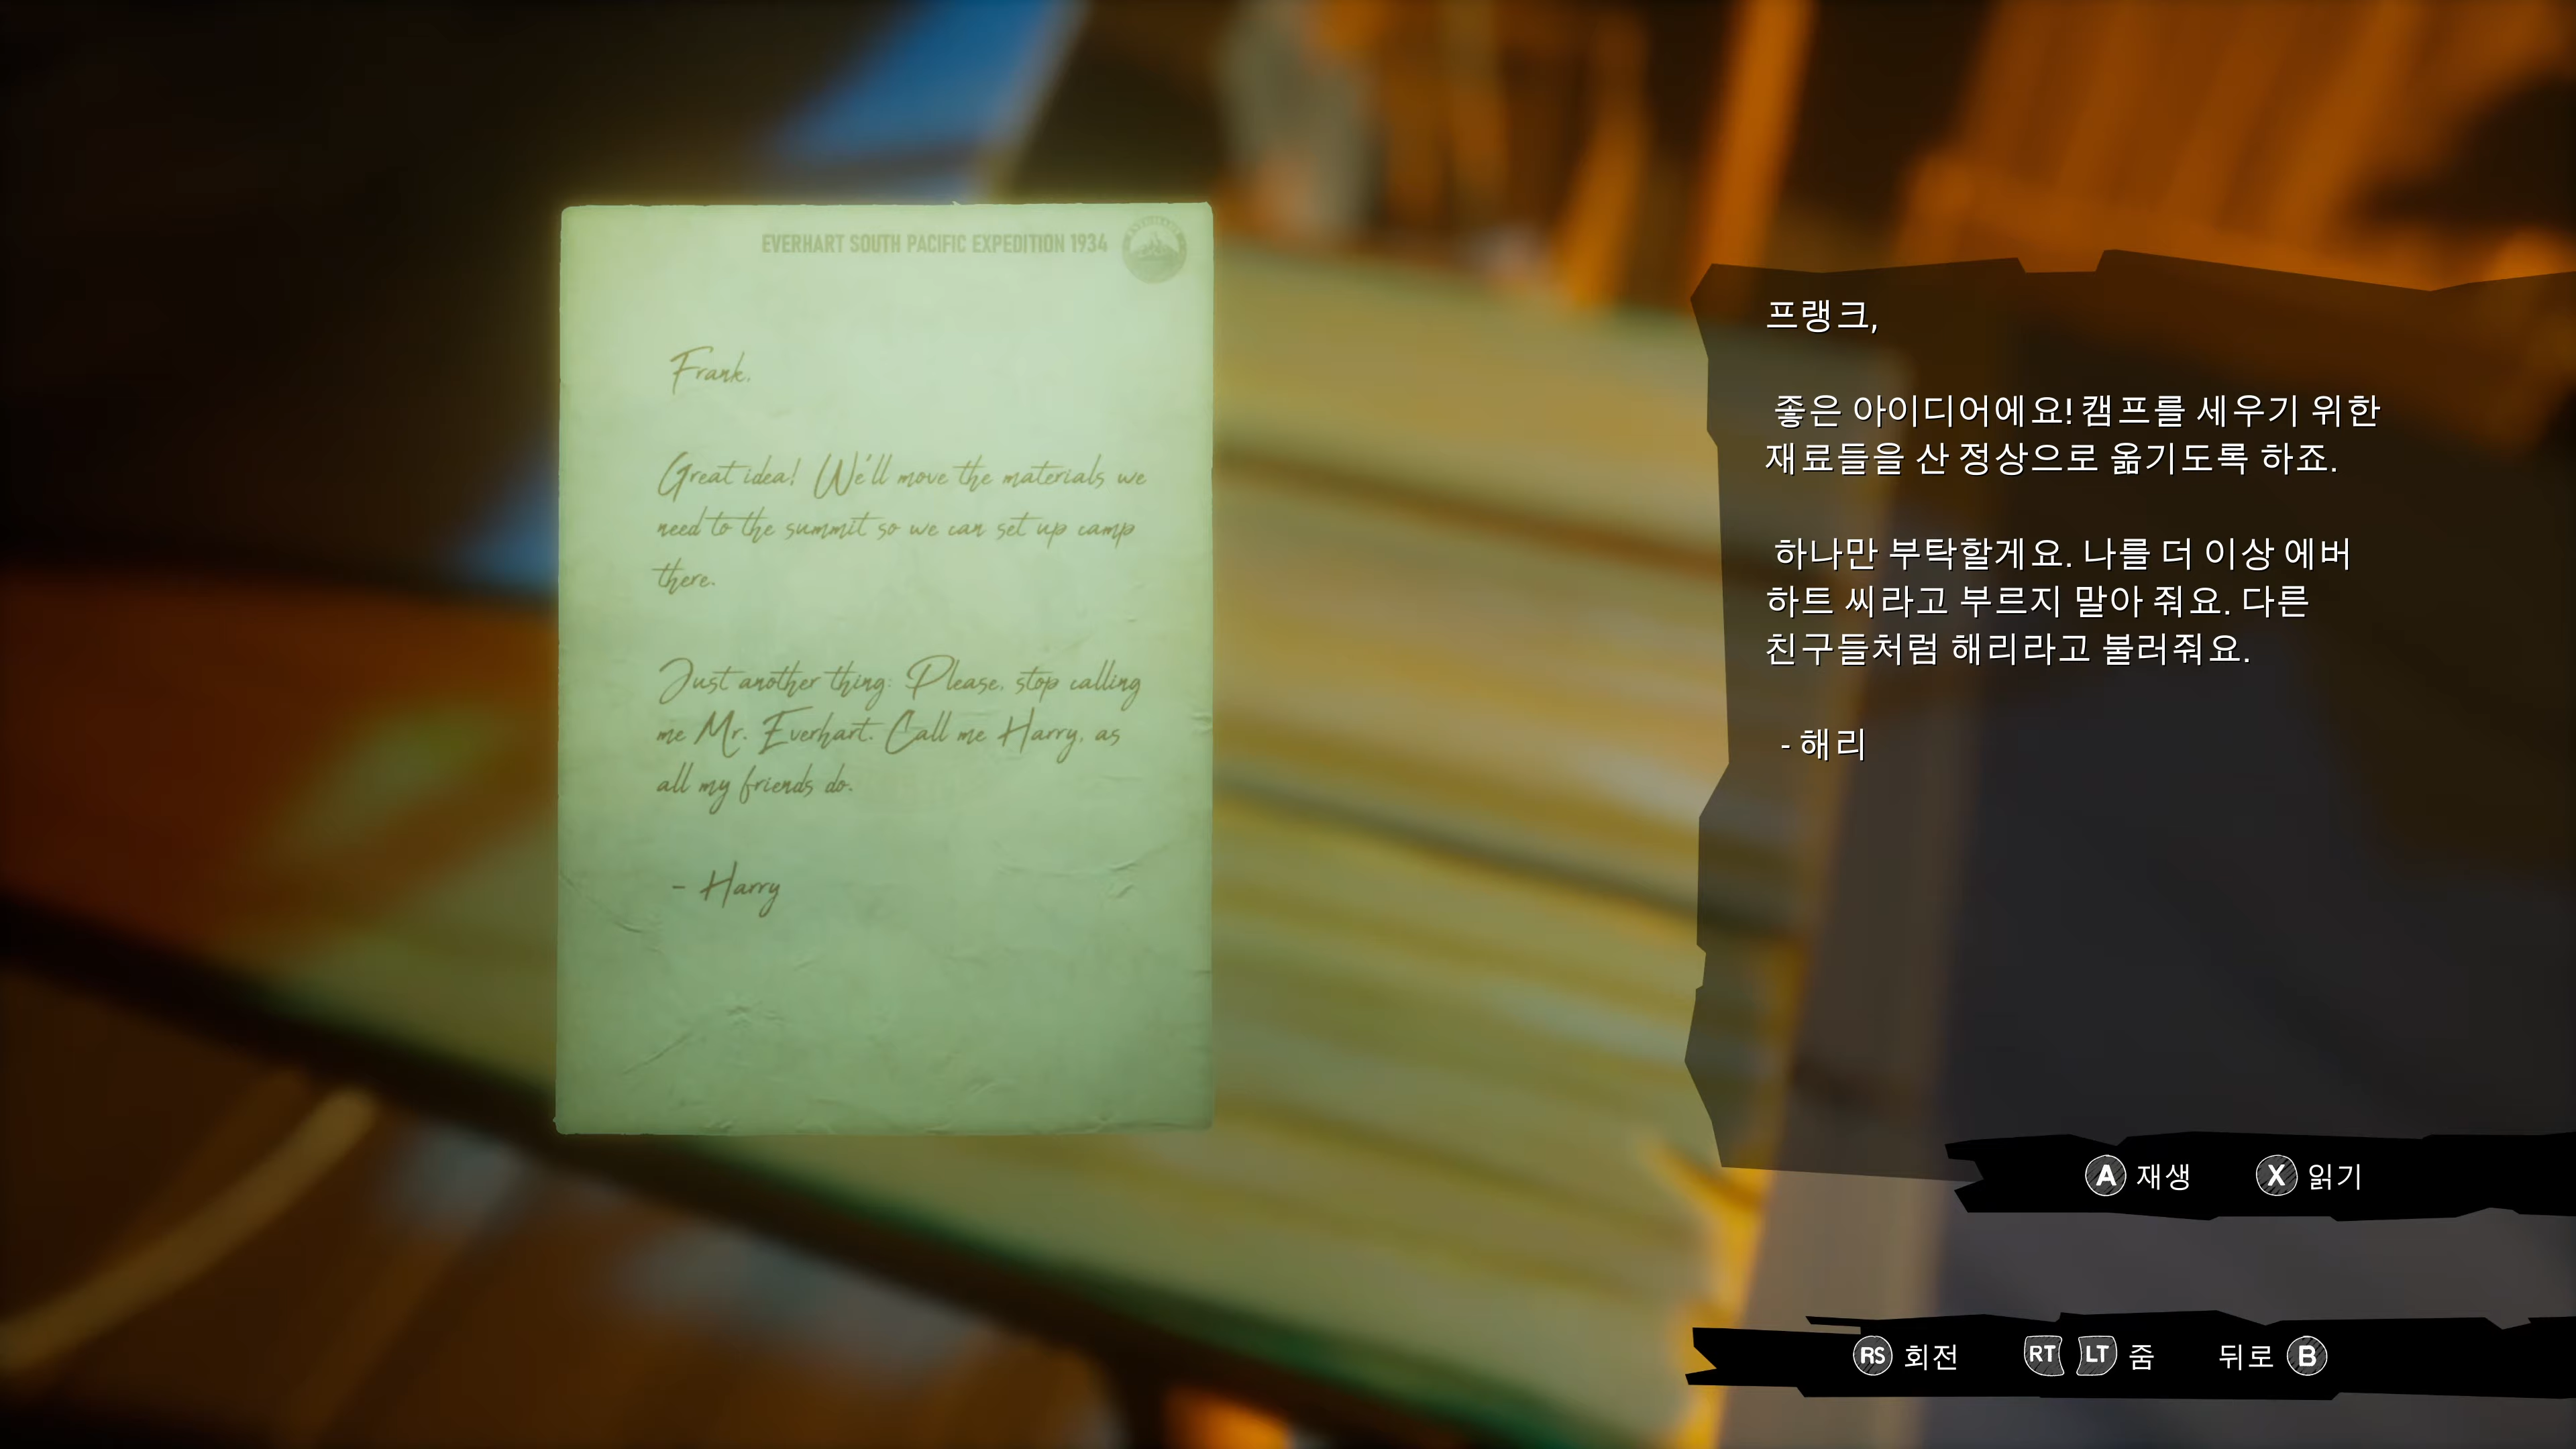 EVERHART SOUTH PACIFIC EXPEDITION 1934
Frank,
Great idea! We'll move the materials we
need to the summit so we can set up camp
there.
Just another thing: Please, stop calling
me Mr. Everhart. Call me Harry, as
all my friends do.
- Harry
프랭크,
좋은 아이디어에요! 캠프를 세우기 위한
재료들을 산 정상으로 옮기도록 하죠.
하나만 부탁할게요. 나를 더 이상 에버
하트 씨라고 부르지 말아 줘요. 다른
친구들처럼 해리라고 불러줘요.
- 해리
A 재생 X 읽기
RS 회전 RT LT 줌 뒤로 B